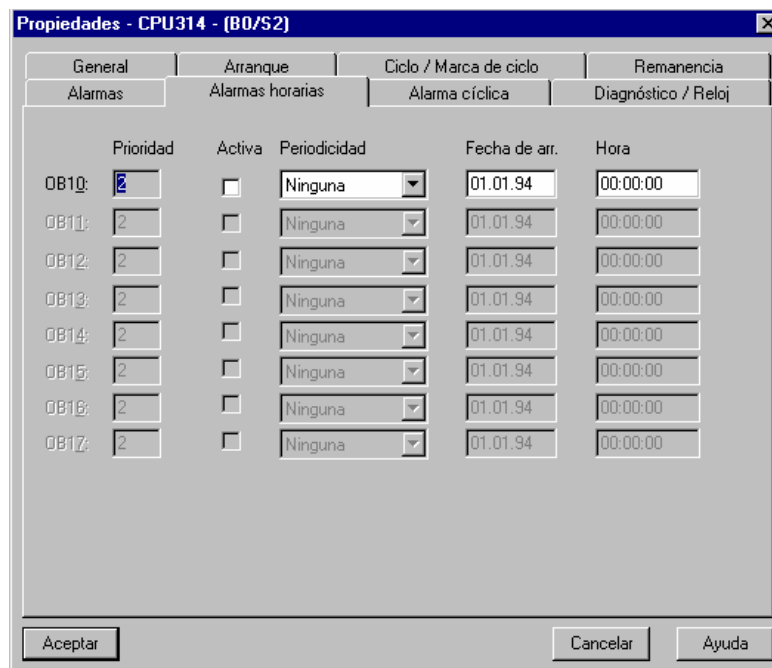 Propiedades - CPU314 - (B0/S2)
General Arranque Ciclo / Marca de ciclo Remanencia
Alarmas Alarmas horarias Alarma cíclica Diagnóstico / Reloj
Prioridad Activa Periodicidad Fecha de arr. Hora
OB10: 2 Ninguna 01.01.94 00:00:00
OB11: 2 Ninguna 01.01.94 00:00:00
OB12: 2 Ninguna 01.01.94 00:00:00
OB13: 2 Ninguna 01.01.94 00:00:00
OB14: 2 Ninguna 01.01.94 00:00:00
OB15: 2 Ninguna 01.01.94 00:00:00
OB16: 2 Ninguna 01.01.94 00:00:00
OB17: 2 Ninguna 01.01.94 00:00:00
Aceptar Cancelar Ayuda